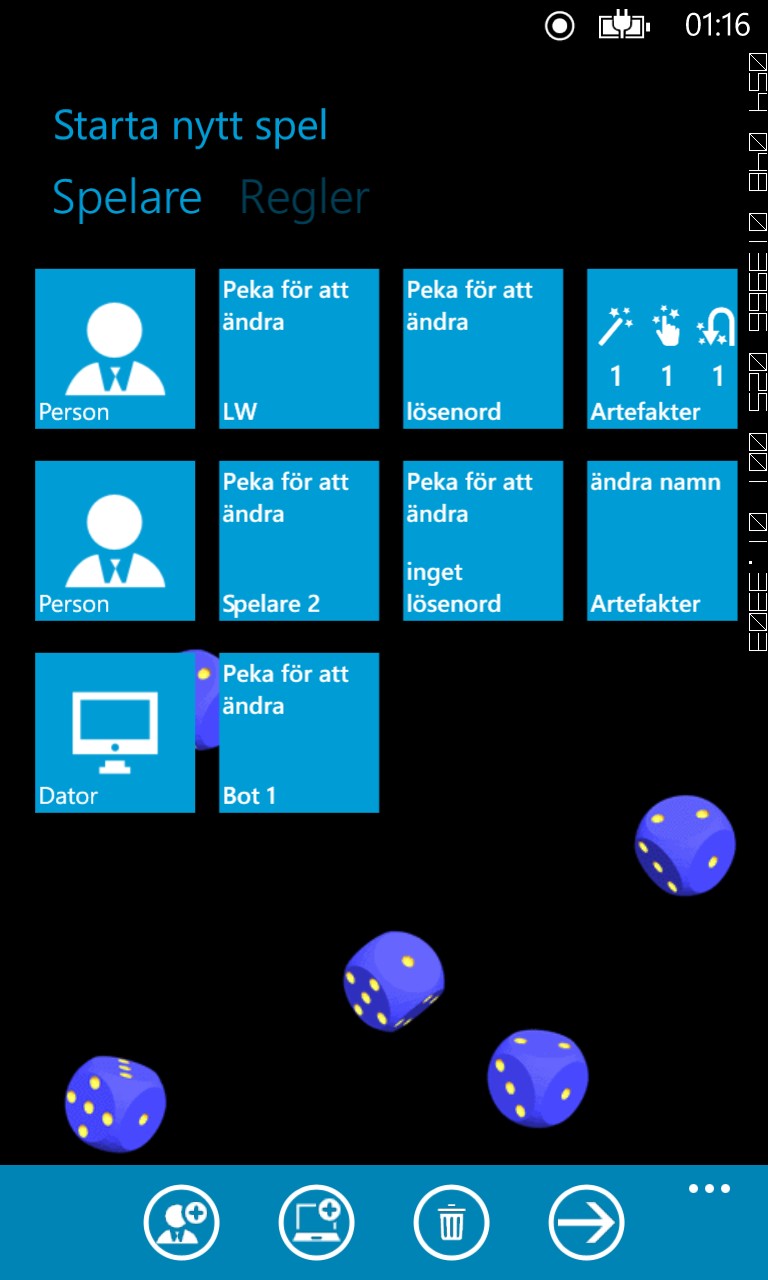 01:16
Starta nytt spel
Spelare Regler
Peka för att
ändra
Peka för att
ändra
1 1 1
Person
LW
lösenord
Artefakter
Peka för att
ändra
Peka för att
ändra
ändra namn
inget
Person
Spelare 2
lösenord
Artefakter
Peka för att
ändra
Dator
Bot 1